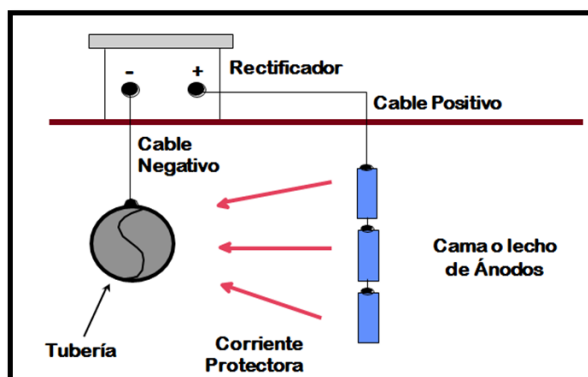 - +
Rectificador
Cable Positivo
Cable
Negativo
Cama o lecho
de Ánodos
Tubería
Corriente
Protectora